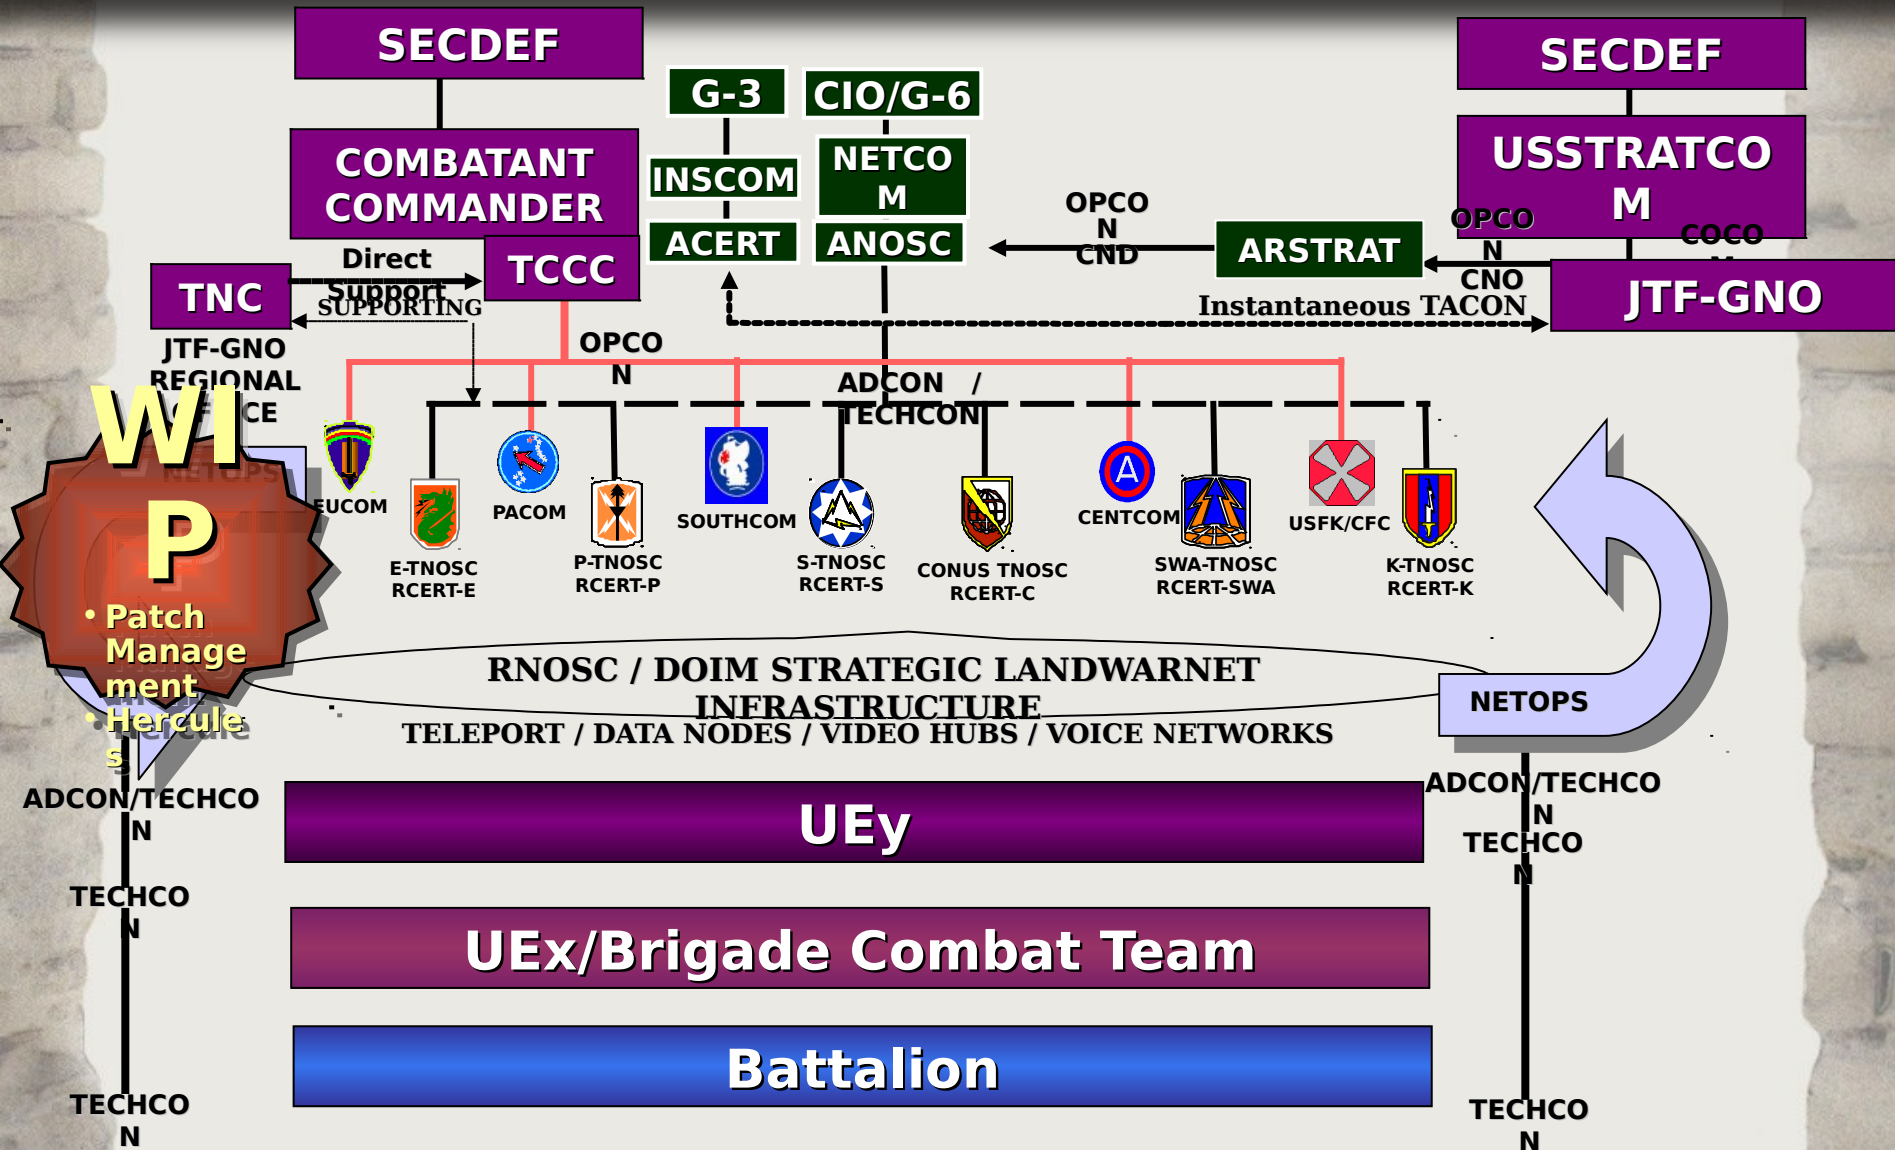 SECDEF
SECDEF
G-3
CIO/G-6
COMBATANT
COMMANDER
INSCOM
NETCO
M
USSTRATCO
M
ACERT
ANOSC
OPCO
N
CND
ARSTRAT
OPCO
N
CNO
COCO
JTF-GNO
TNC
Direct
Support
SUPPORTING
TCCC
Instantaneous TACON
JTF-GNO
REGIONAL
OFFICE
OPCO
N
ADCON /
TECHCON
WI
P
NETOPS
• Patch
Manage
ment
• Hercule
s
EUCOM
PACOM
SOUTHCOM
CENTCOM
A
USFK/CFC
E-TNOSC
RCERT-E
P-TNOSC
RCERT-P
S-TNOSC
RCERT-S
CONUS TNOSC
RCERT-C
SWA-TNOSC
RCERT-SWA
K-TNOSC
RCERT-K
RNOSC / DOIM STRATEGIC LANDWARNET
INFRASTRUCTURE
TELEPORT / DATA NODES / VIDEO HUBS / VOICE NETWORKS
NETOPS
ADCON/TECHCO
N
ADCON/TECHCO
N
UEy
TECHCO
N
TECHCO
N
UEx/Brigade Combat Team
Battalion
TECHCO
N
TECHCO
N